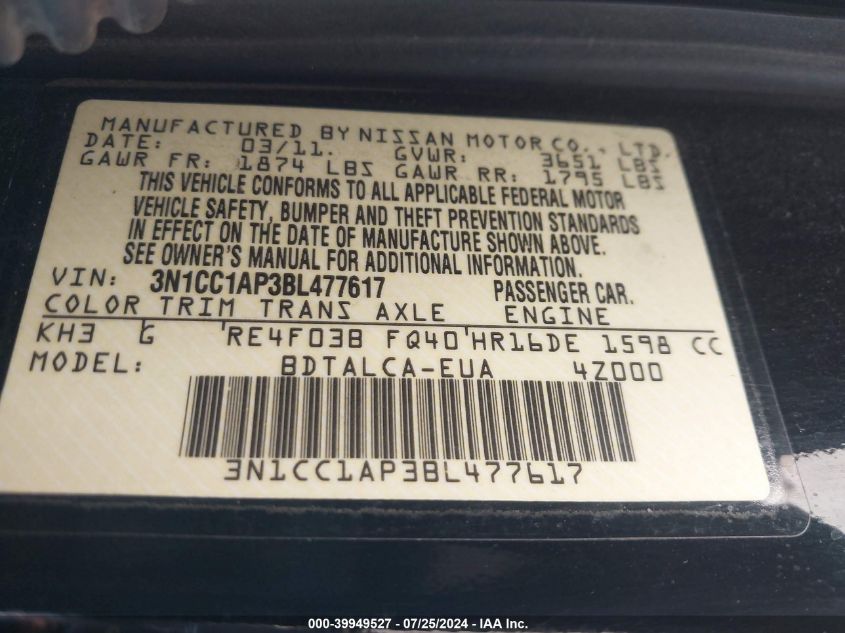 MANUFACTURED BY NISSAN MOTOR CO., LTD.
DATE: 03/11. GVWR: 3651 LBS
GAWR FR: 1874 LBS GAWR RR: 1795 LBS
THIS VEHICLE CONFORMS TO ALL APPLICABLE FEDERAL MOTOR
VEHICLE SAFETY, BUMPER AND THEFT PREVENTION STANDARDS
IN EFFECT ON THE DATE OF MANUFACTURE SHOWN ABOVE.
SEE OWNER'S MANUAL FOR ADDITIONAL INFORMATION.
VIN: 3N1CC1AP3BL477617 PASSENGER CAR.
COLOR TRIM TRANS AXLE ENGINE
KH3 G RE4F03B FQ40 HR16DE 1598 CC
MODEL: BDTALCA-EUA 4Z000
3N1CC1AP3BL477617
000-39949527 - 07/25/2024 - IAA Inc.